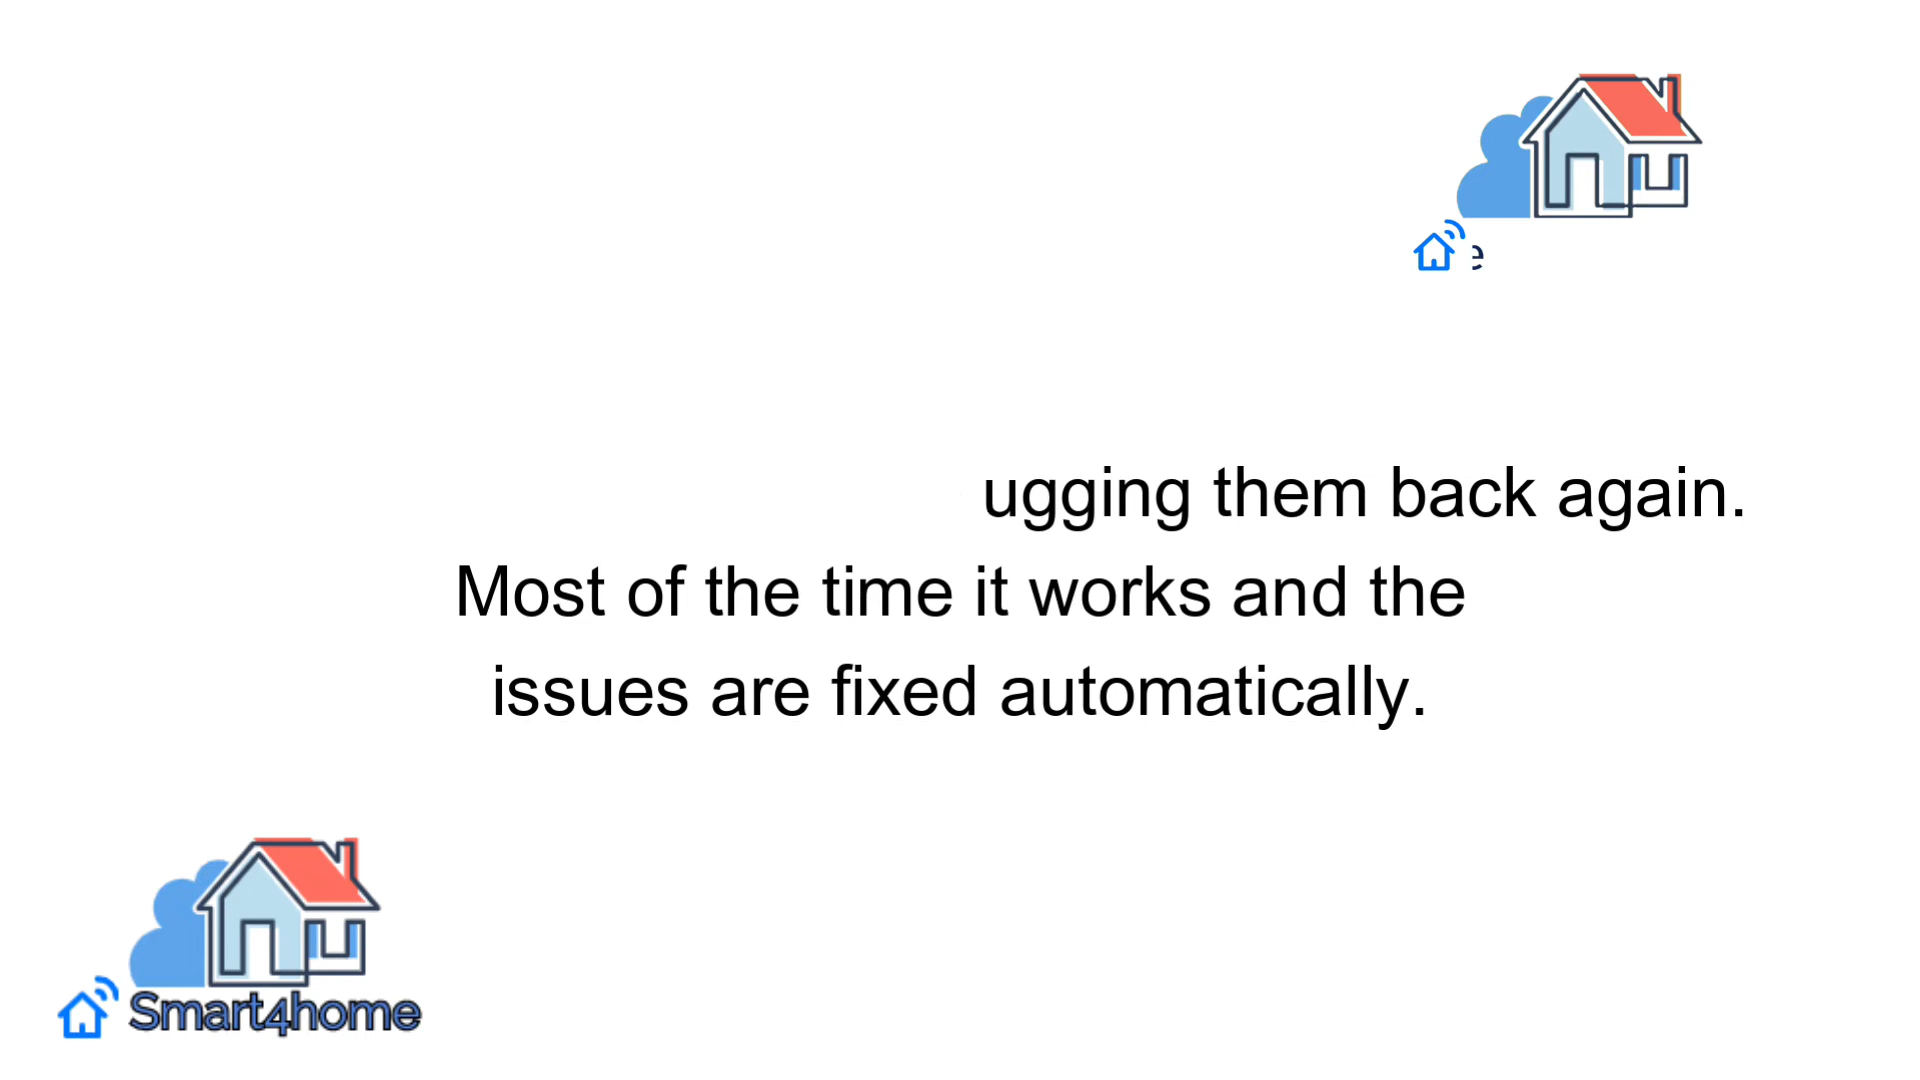 e
ugging them back again.
Most of the time it works and the
issues are fixed automatically.
Smart4home